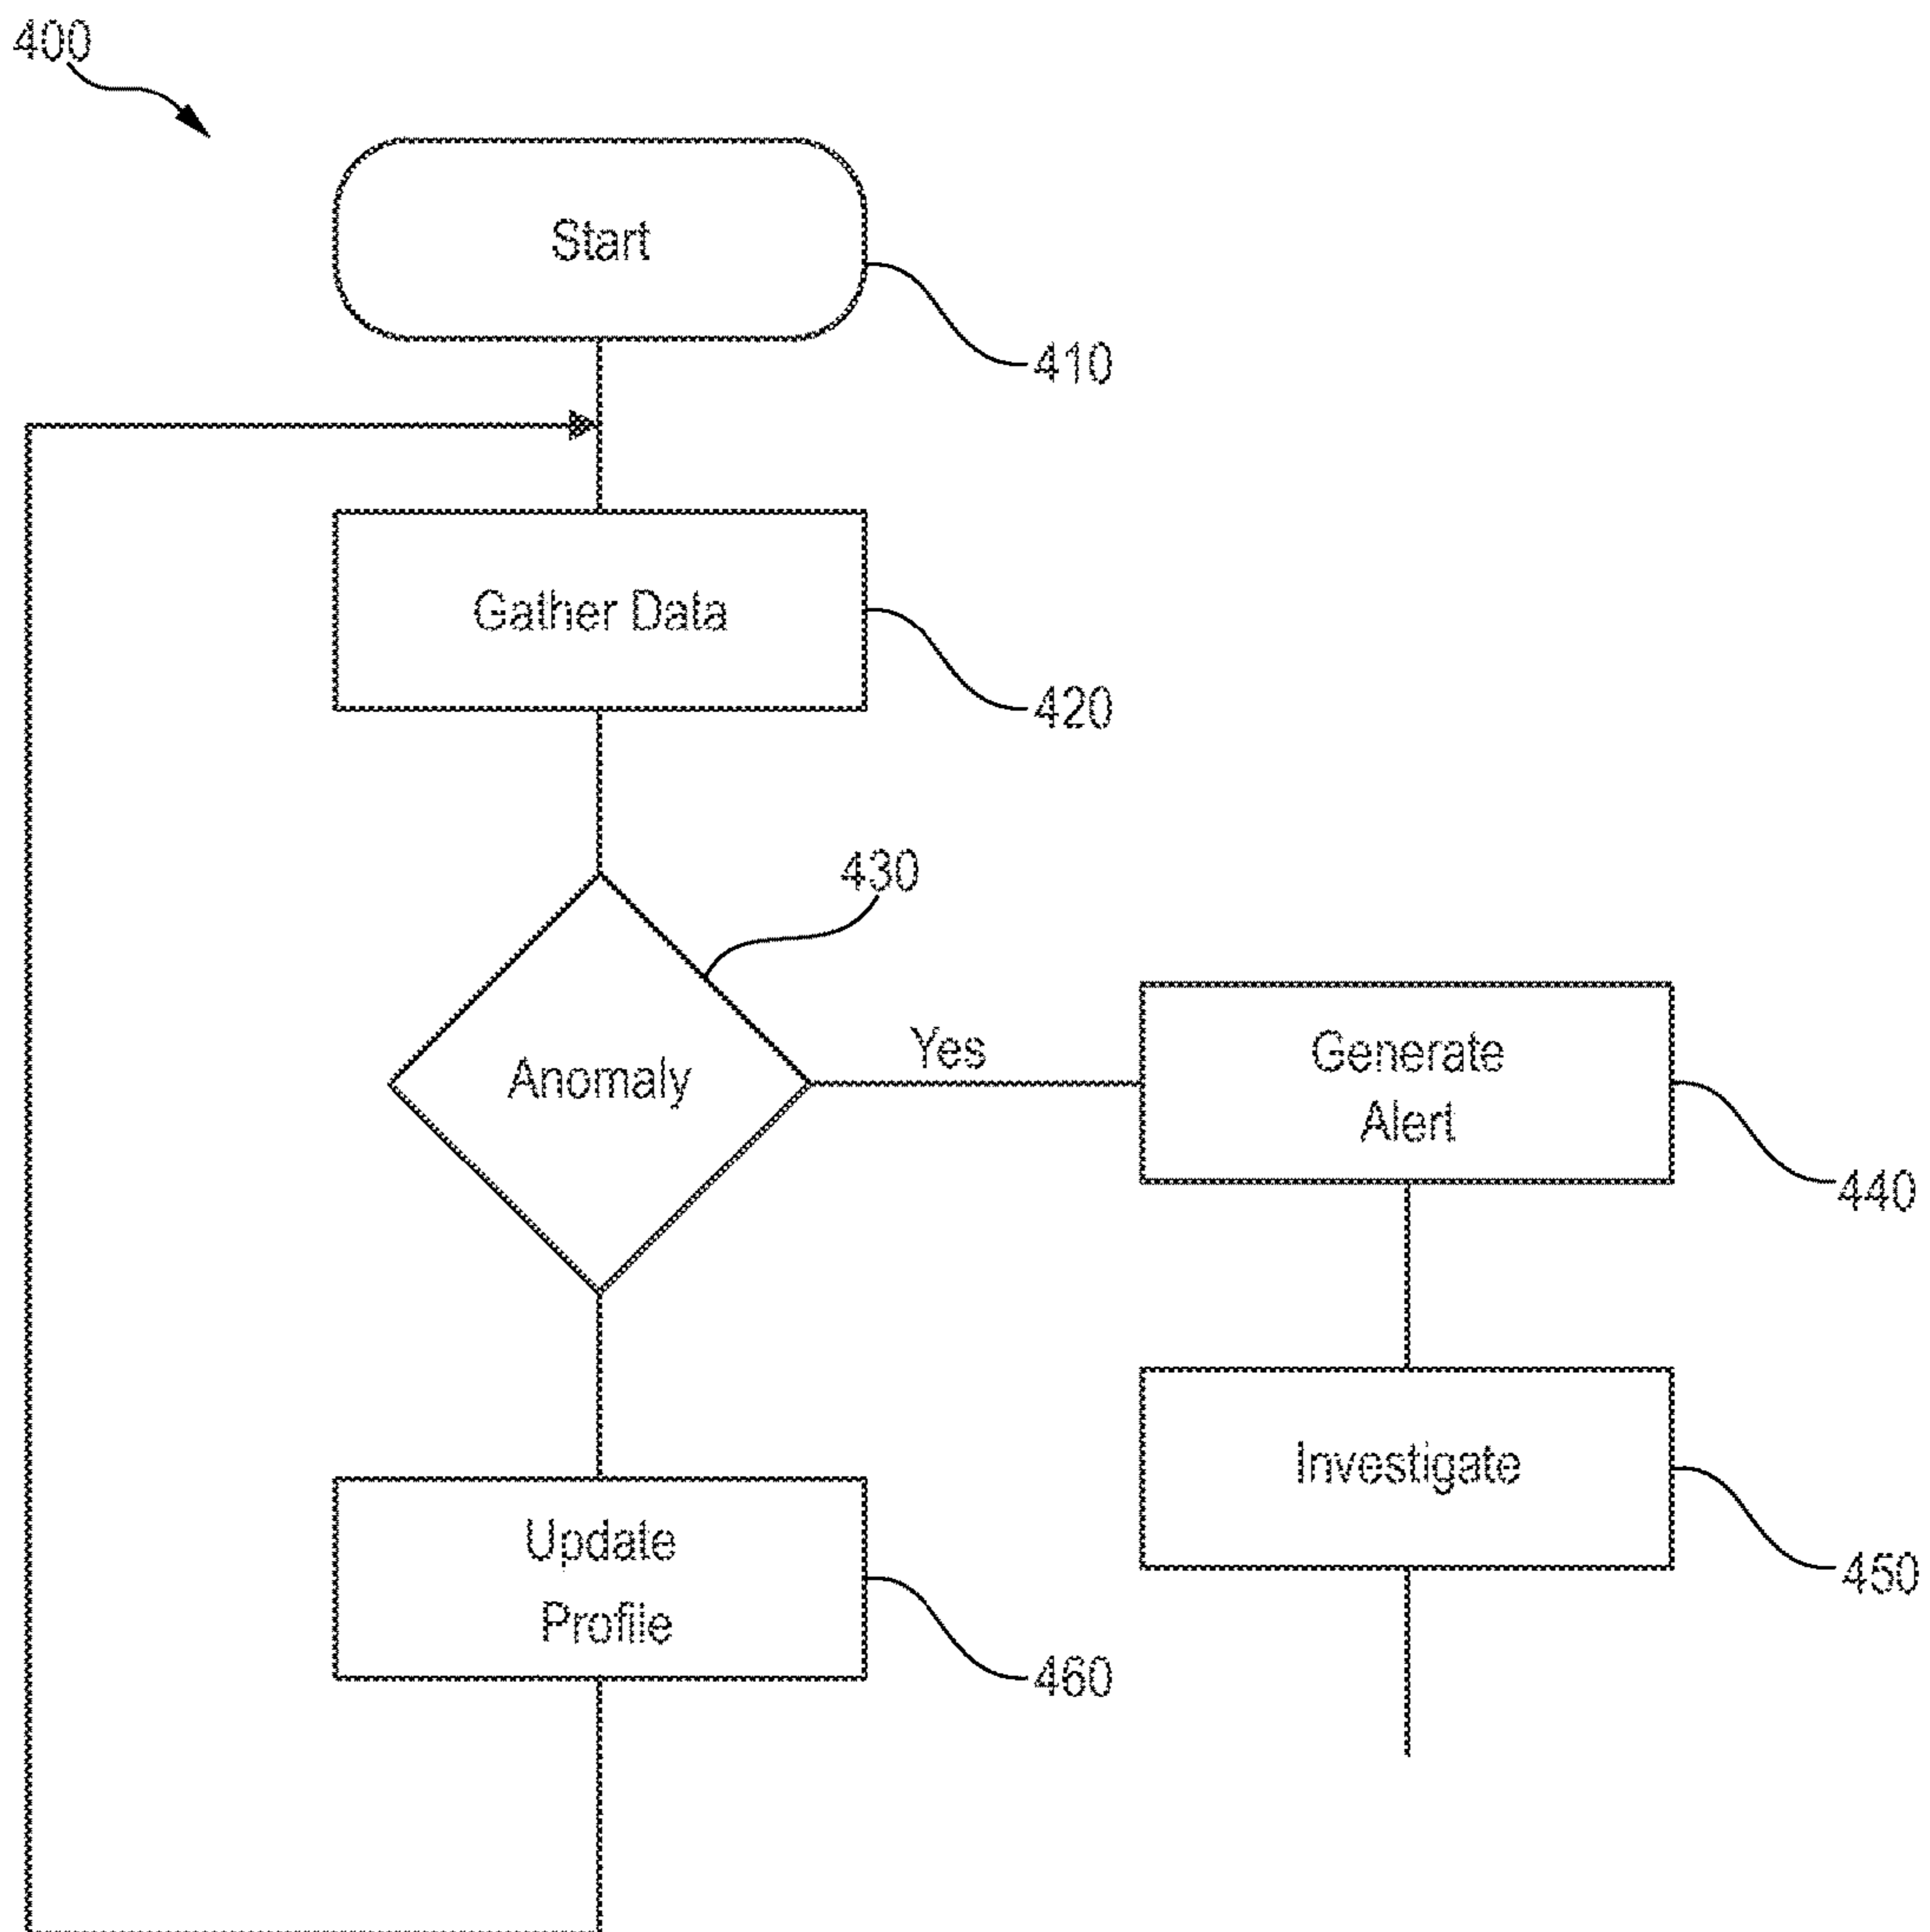 400
Start
410
Gather Data
420
430
Anomaly
Yes
Generate
Alert
440
Investigate
450
Update
Profile
460